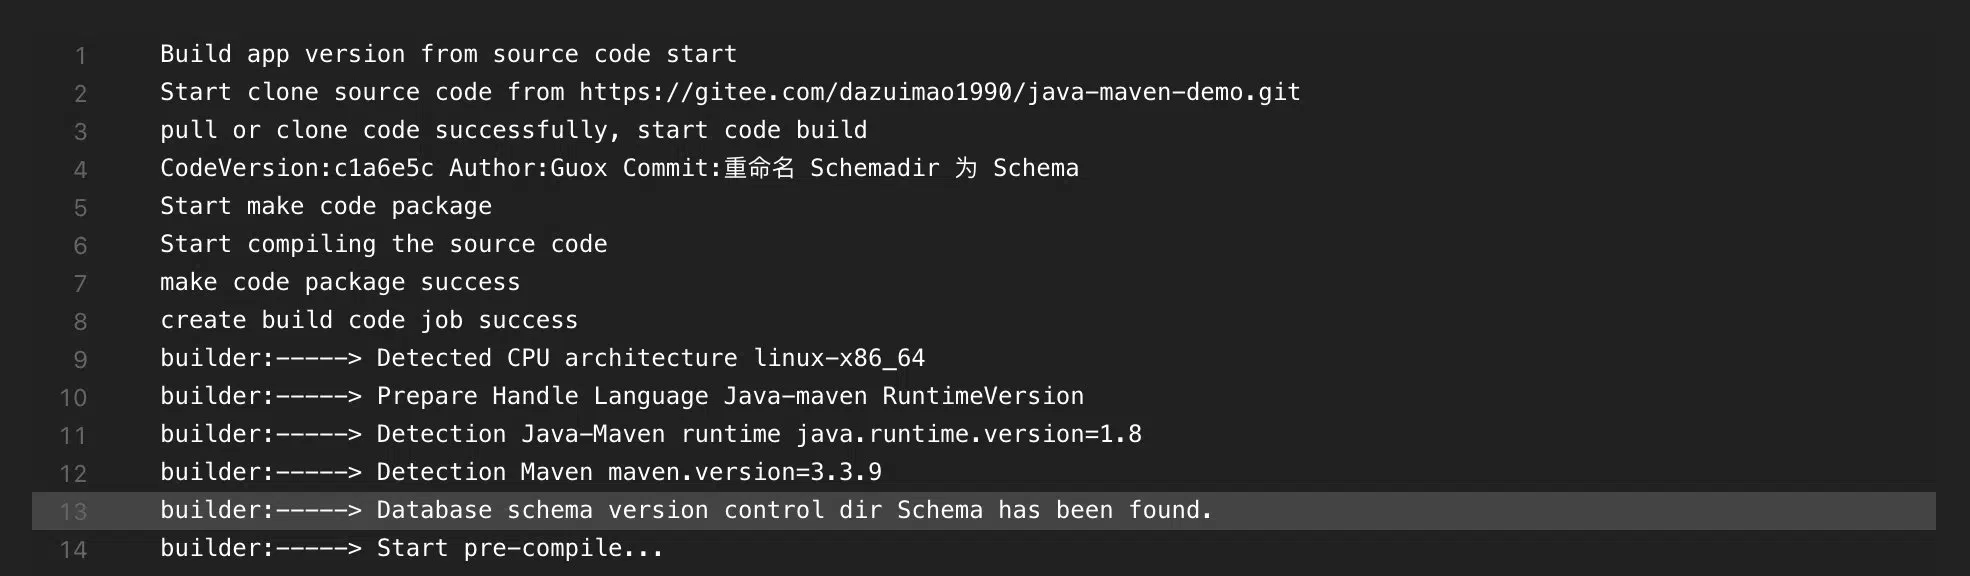 1 Build app version from source code start
2 Start clone source code from https://gitee.com/dazuimao1990/java-maven-demo.git
3 pull or clone code successfully, start code build
4 CodeVersion:c1a6e5c Author:Guox Commit:重命名 Schemadir 为 Schema
5 Start make code package
6 Start compiling the source code
7 make code package success
8 create build code job success
9 builder:-----> Detected CPU architecture linux-x86_64
10 builder:-----> Prepare Handle Language Java-maven RuntimeVersion
11 builder:-----> Detection Java-Maven runtime java.runtime.version=1.8
12 builder:-----> Detection Maven maven.version=3.3.9
13 builder:-----> Database schema version control dir Schema has been found.
14 builder:-----> Start pre-compile...